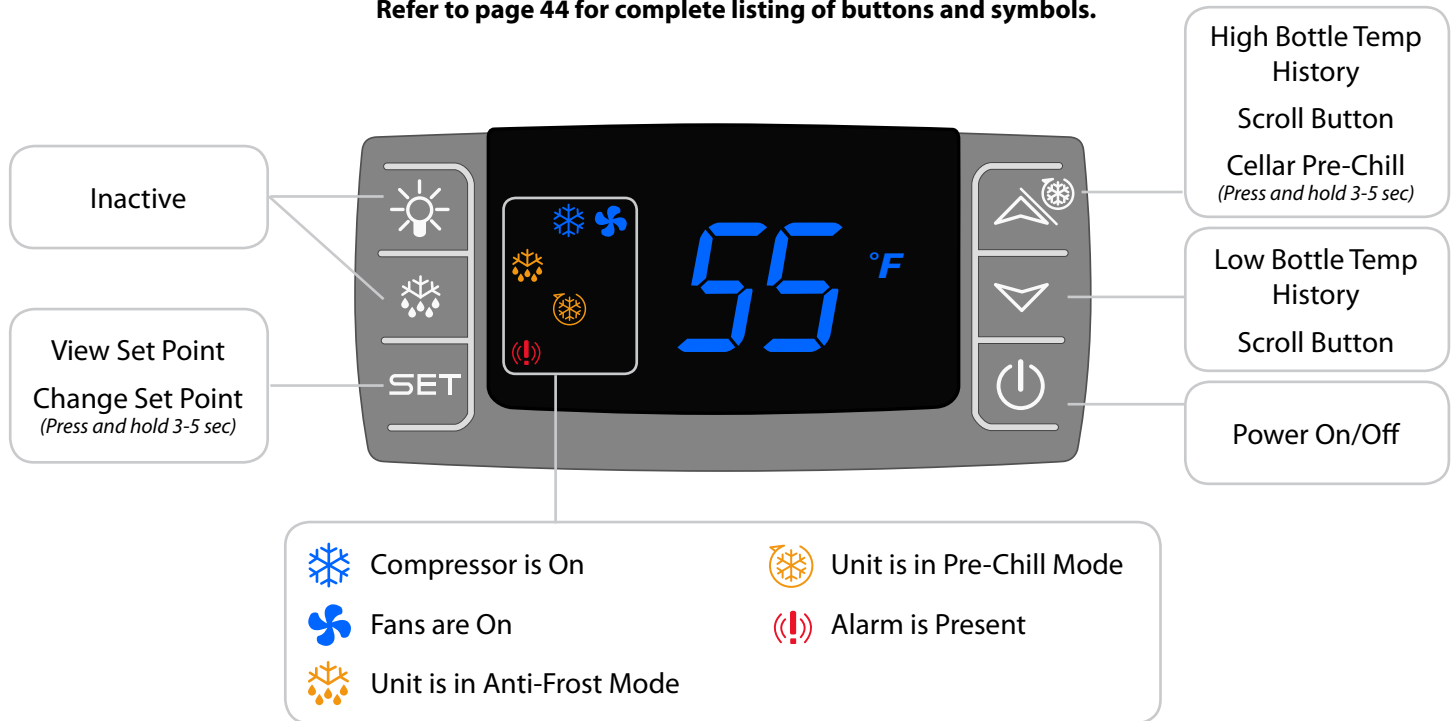 Refer to page 44 for complete listing of buttons and symbols.
High Bottle Temp
History
Scroll Button
Cellar Pre-Chill
(Press and hold 3-5 sec)
Inactive
55 °F
Low Bottle Temp
History
Scroll Button
View Set Point
Change Set Point
(Press and hold 3-5 sec)
SET
Power On/Off
Compressor is On
Fans are On
Unit is in Anti-Frost Mode
Unit is in Pre-Chill Mode
Alarm is Present